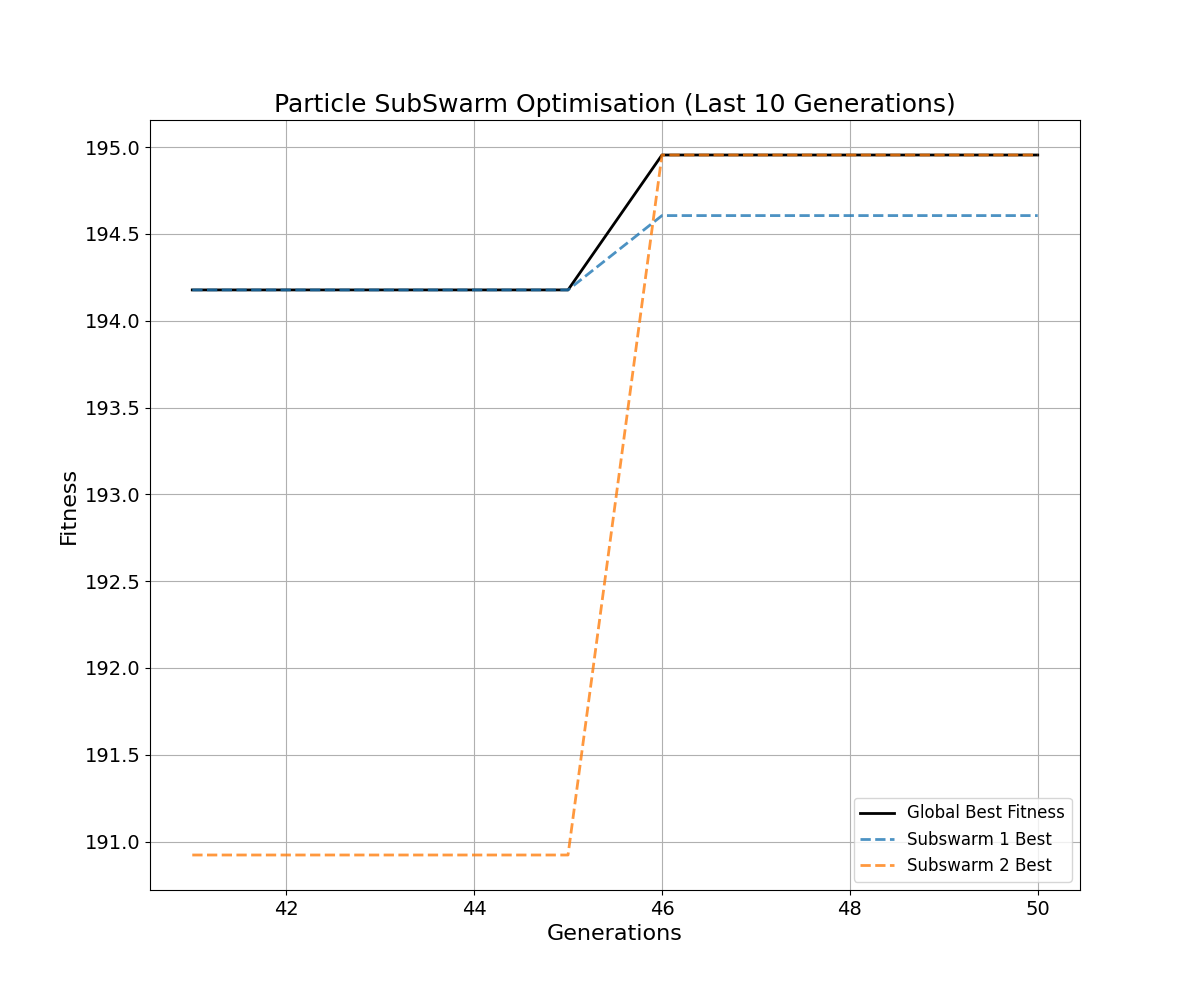 Particle SubSwarm Optimisation (Last 10 Generations)
195.0
194.5
194.0
193.5
193.0
192.5
192.0
191.5
191.0
Fitness
Global Best Fitness
Subswarm 1 Best
Subswarm 2 Best
42 44 46 48 50
Generations